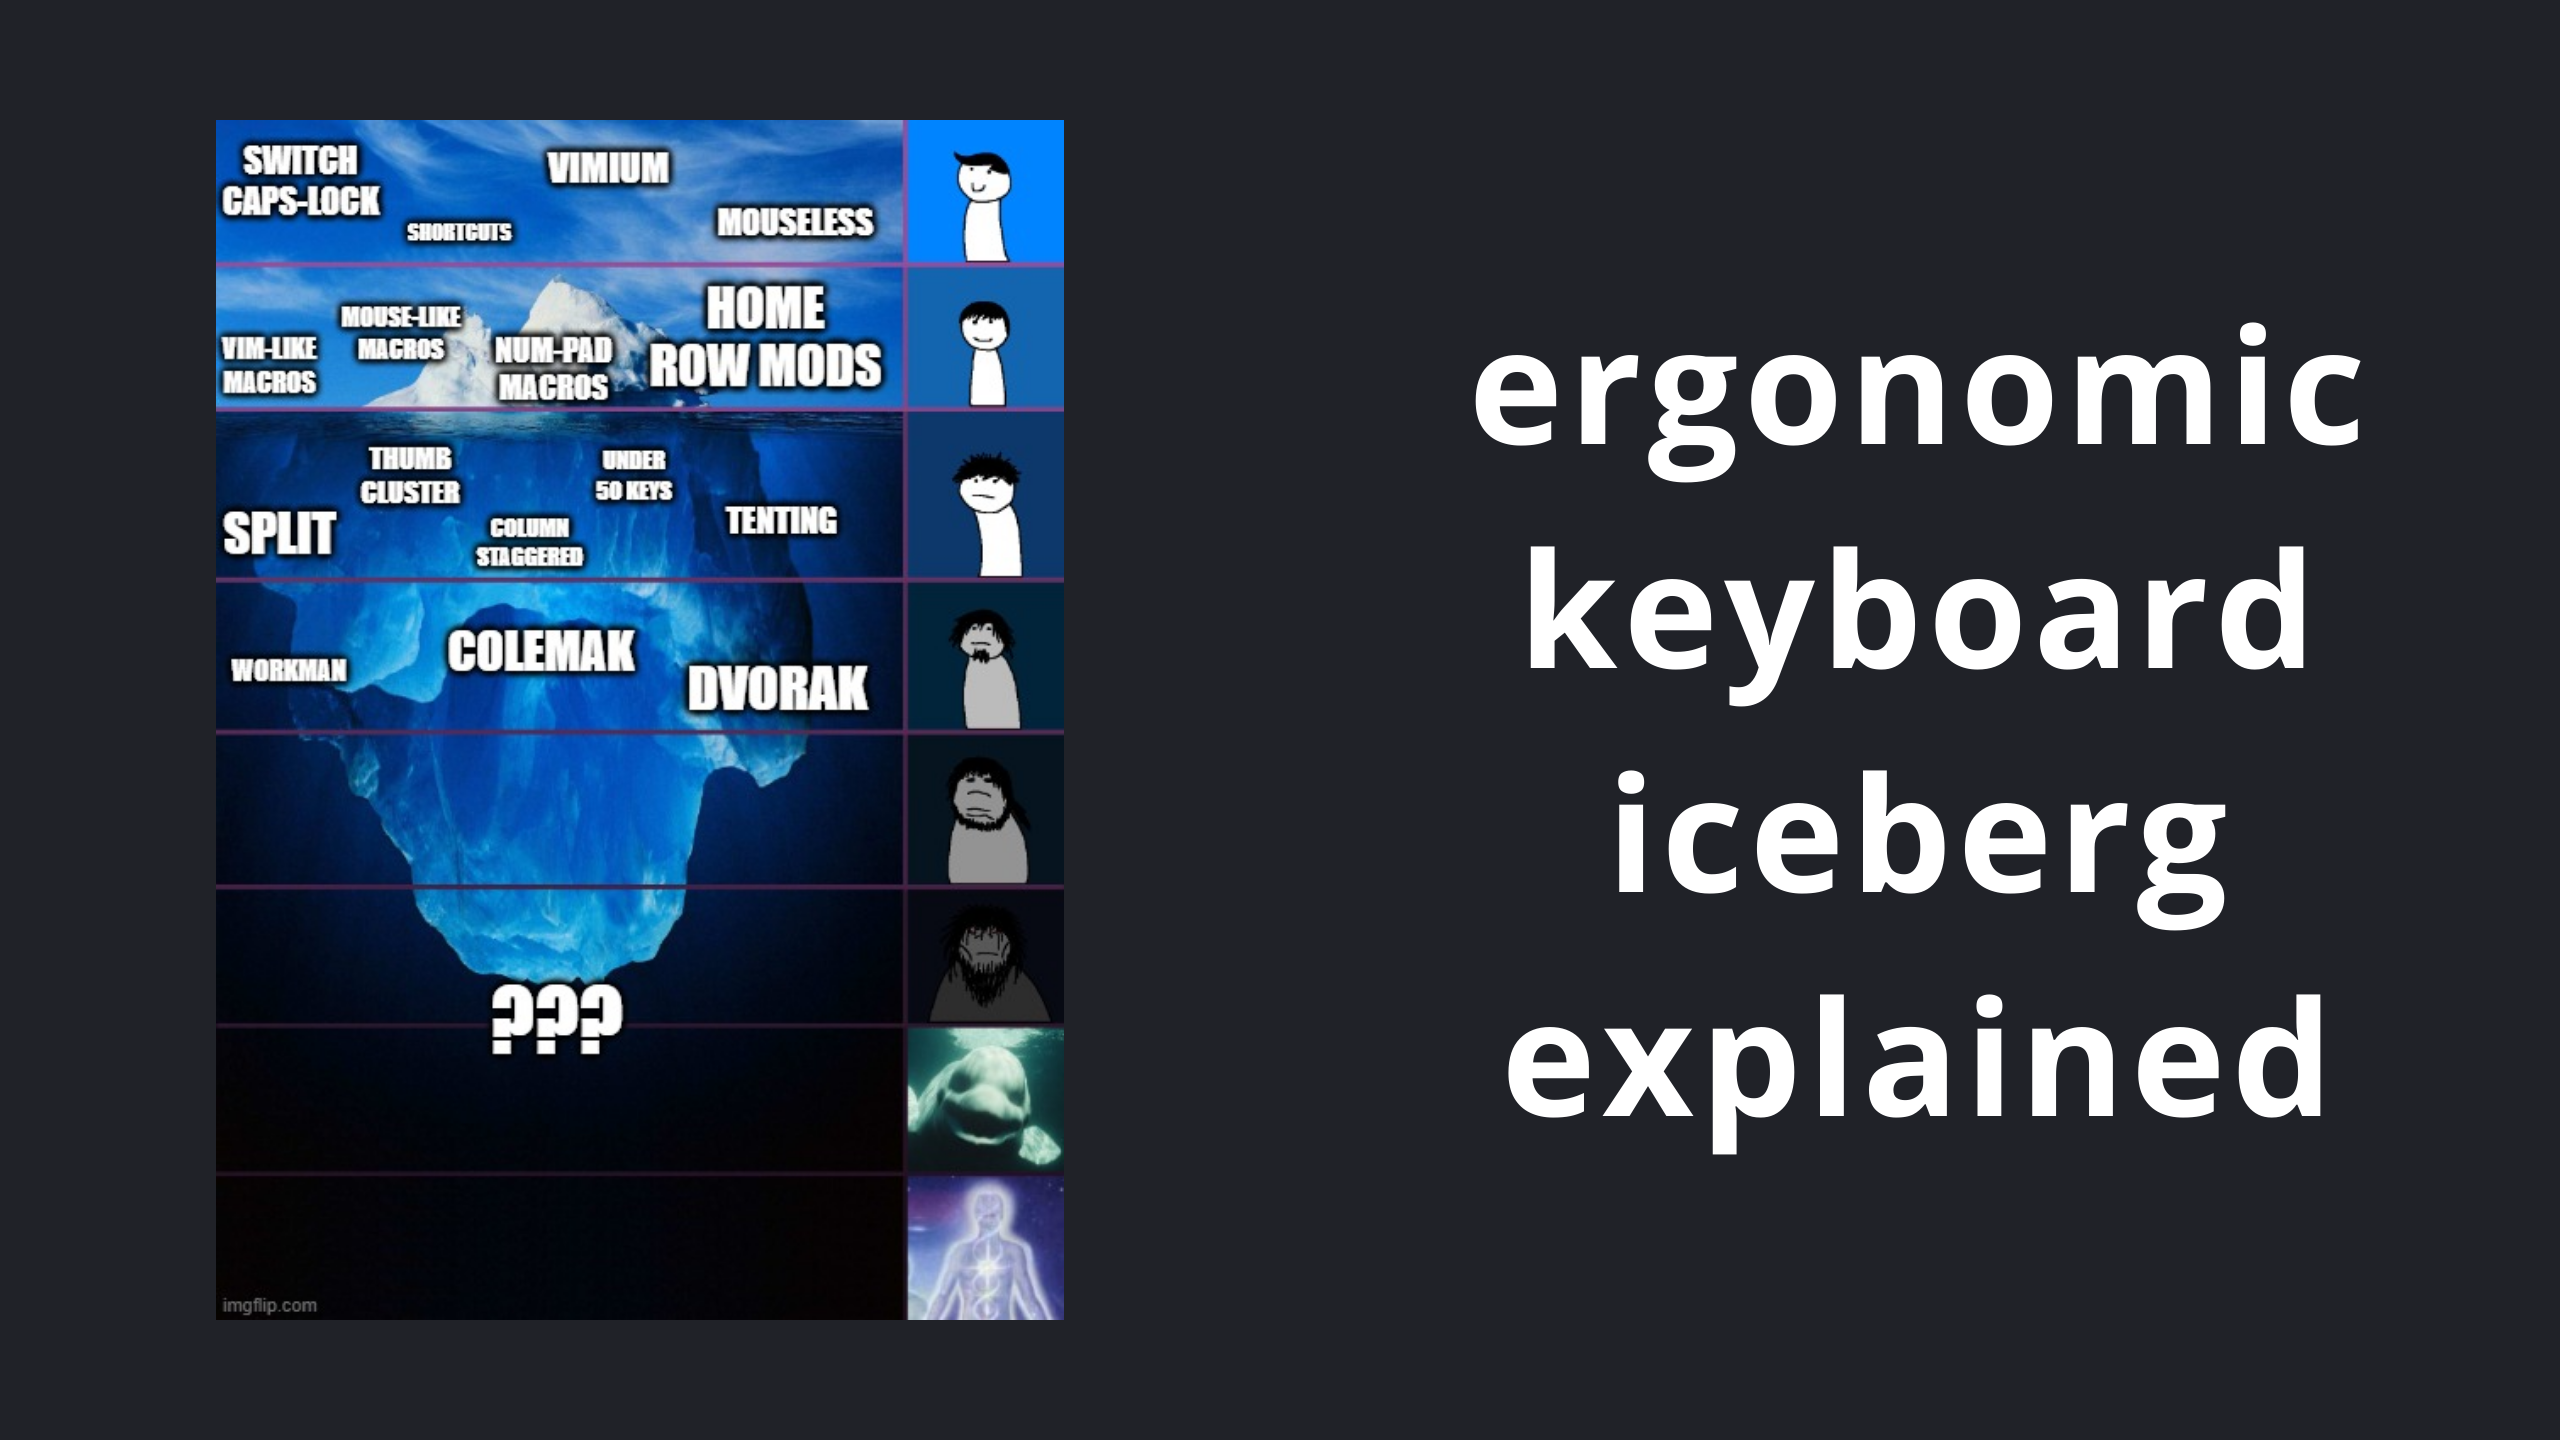 SWITCH
CAPS-LOCK
VIMIUM
SHORTCUTS
MOUSELESS
VIM-LIKE
MACROS
MOUSE-LIKE
MACROS
NUM-PAD
MACROS
HOME
ROW MODS
SPLIT
THUMB
CLUSTER
COLUMN
STAGGERED
UNDER
50 KEYS
TENTING
WORKMAN
COLEMAK
DVORAK
???
imgflip.com
ergonomic
keyboard
iceberg
explained